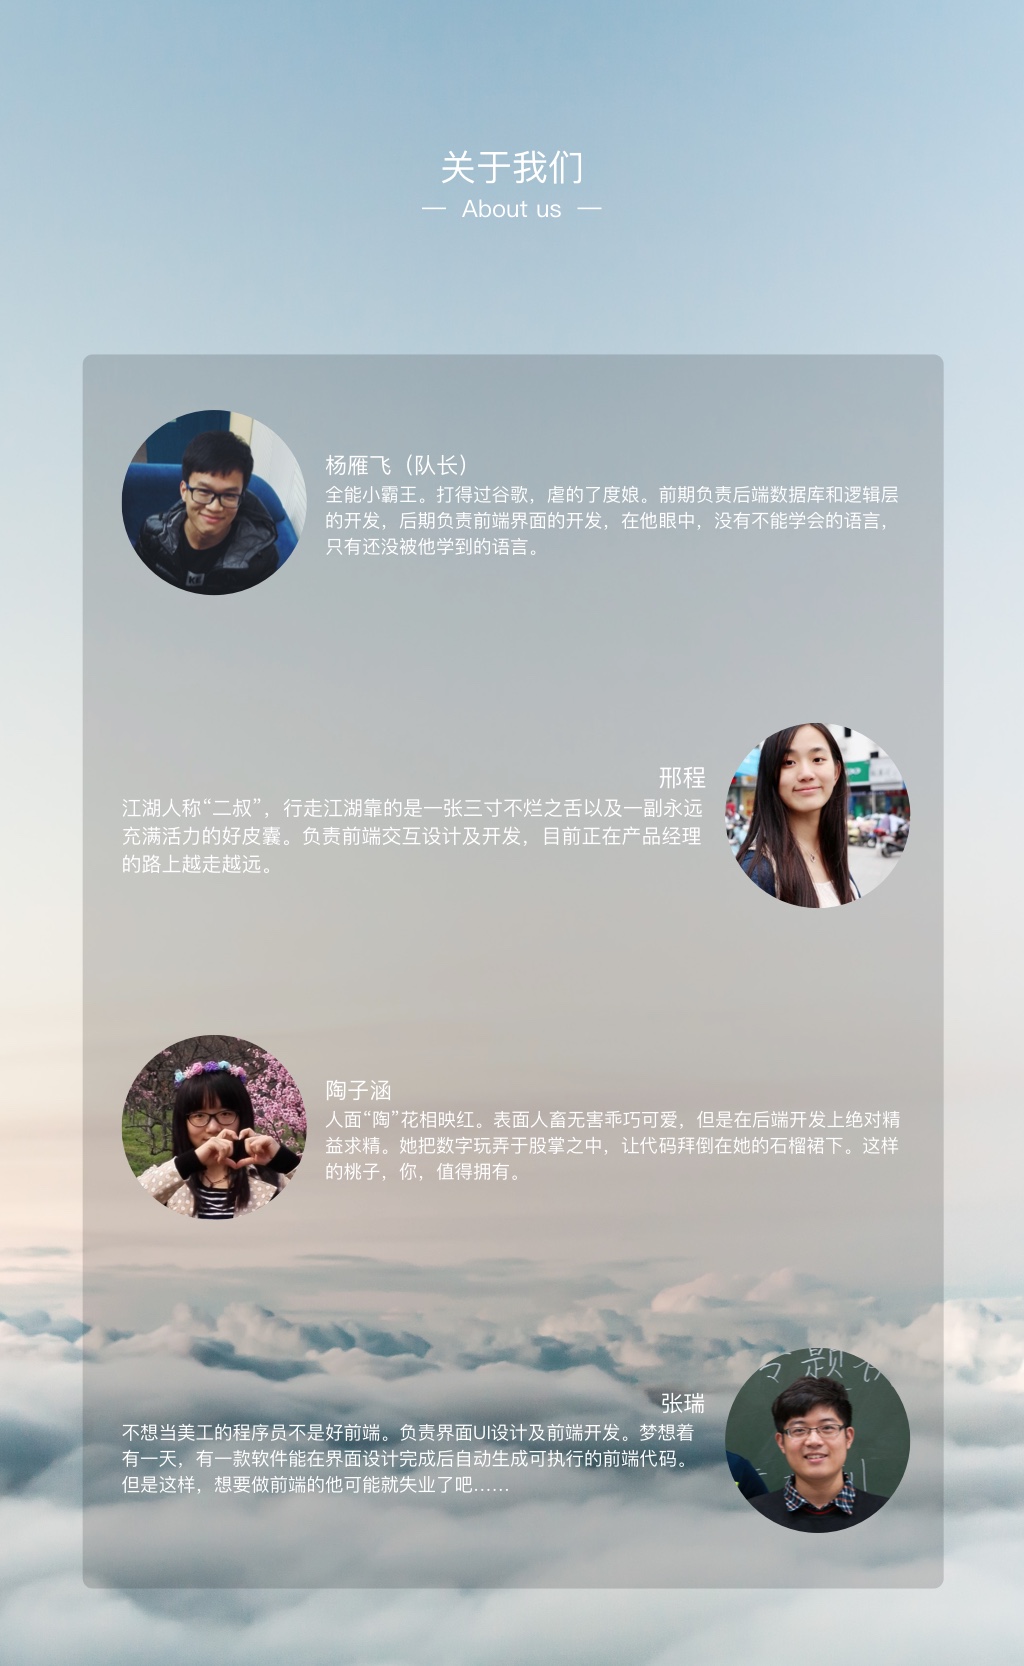 关于我们
— About us —
杨雁飞（队长）
全能小霸王。打得过谷歌，虐的了度娘。前期负责后端数据库和逻辑层
的开发，后期负责前端界面的开发，在他眼中，没有不能学会的语言，
只有还没被他学到的语言。
邢程
江湖人称“二叔”，行走江湖靠的是一张三寸不烂之舌以及一副永远
充满活力的好皮囊。负责前端交互设计及开发，目前正在产品经理
的路上越走越远。
陶子涵
人面“陶”花相映红。表面人畜无害乖巧可爱，但是在后端开发上绝对精
益求精。她把数字玩弄于股掌之中，让代码拜倒在她的石榴裙下。这样
的桃子，你，值得拥有。
专题
张瑞
不想当美工的程序员不是好前端。负责界面UI设计及前端开发。梦想着
有一天，有一款软件能在界面设计完成后自动生成可执行的前端代码。
但是这样，想要做前端的他可能就失业了吧……